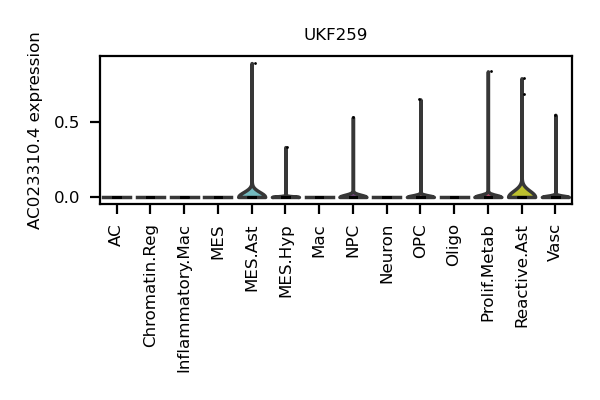 UKF259
AC023310.4 expression
0.5
0.0
AC
Chromatin.Reg
Inflammatory.Mac
MES
MES.Ast
MES.Hyp
Mac
NPC
Neuron
OPC
Oligo
Prolif.Metab
Reactive.Ast
Vasc